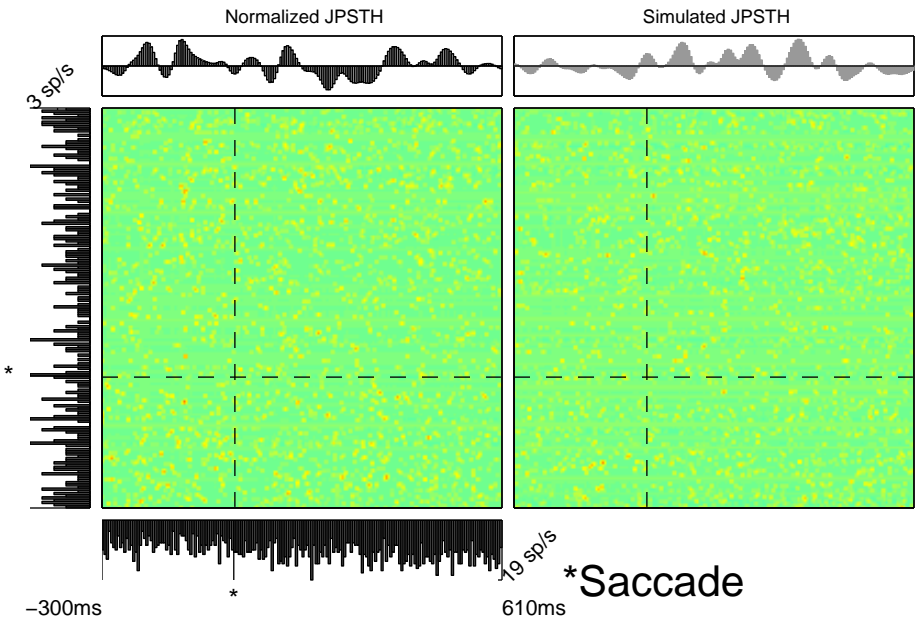 Normalized JPSTH
Simulated JPSTH
3 sp/s
*
19 sp/s
*Saccade
*
−300ms
610ms